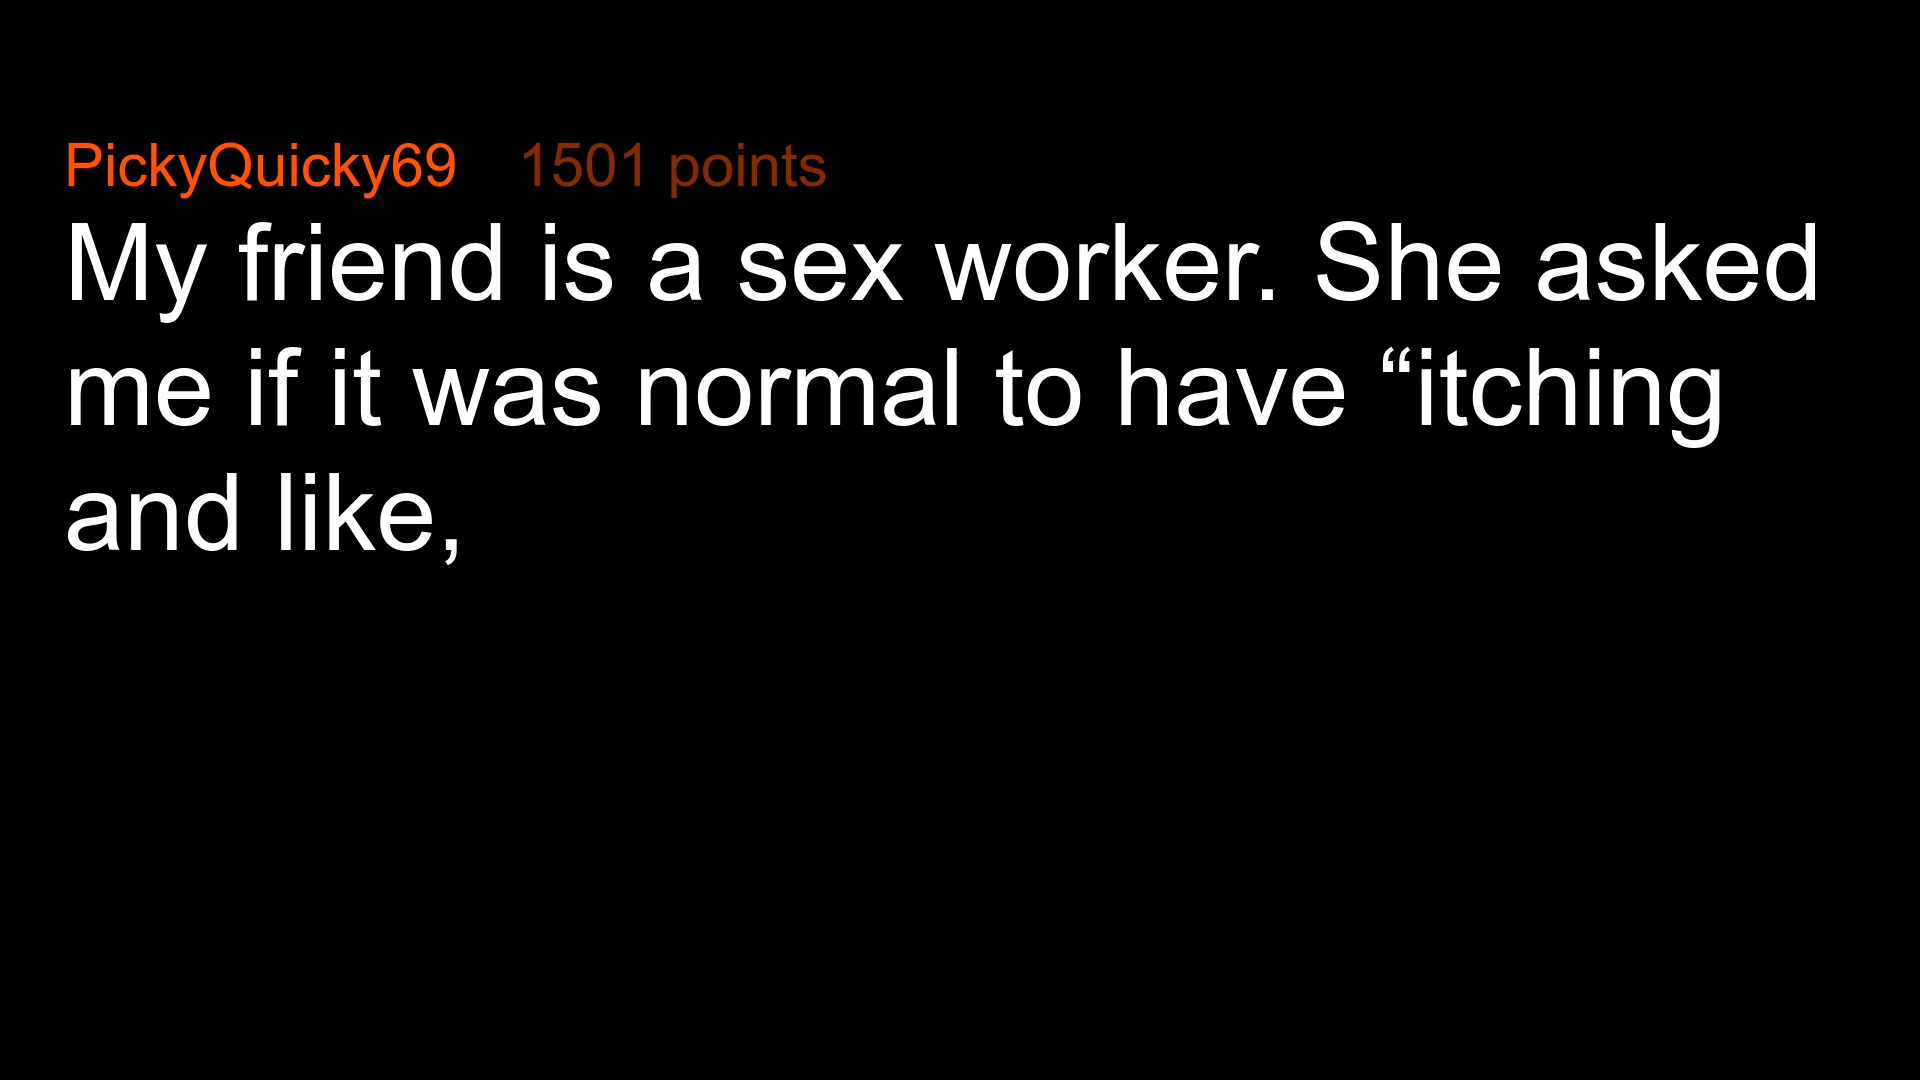 PickyQuicky69 1501 points
My friend is a sex worker. She asked
me if it was normal to have “itching
and like,